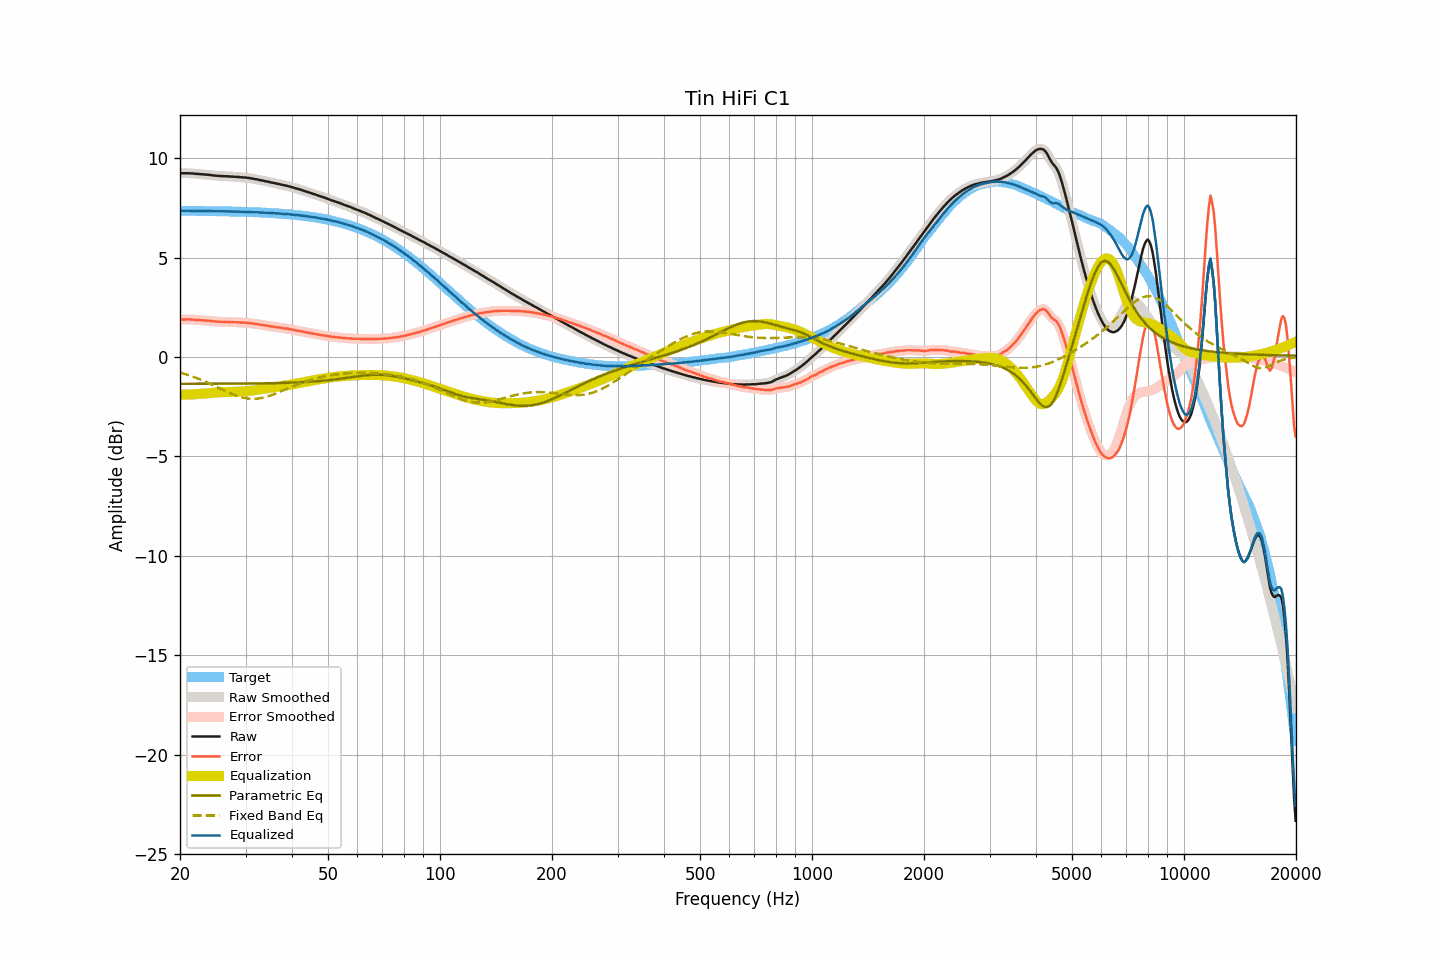 Tin HiFi C1
Amplitude (dBr)
10
5
0
−5
−10
−15
−20
−25
Target
Raw Smoothed
Error Smoothed
Raw
Error
Equalization
Parametric Eq
Fixed Band Eq
Equalized
20 50 100 200 500 1000 2000 5000 10000 20000
Frequency (Hz)